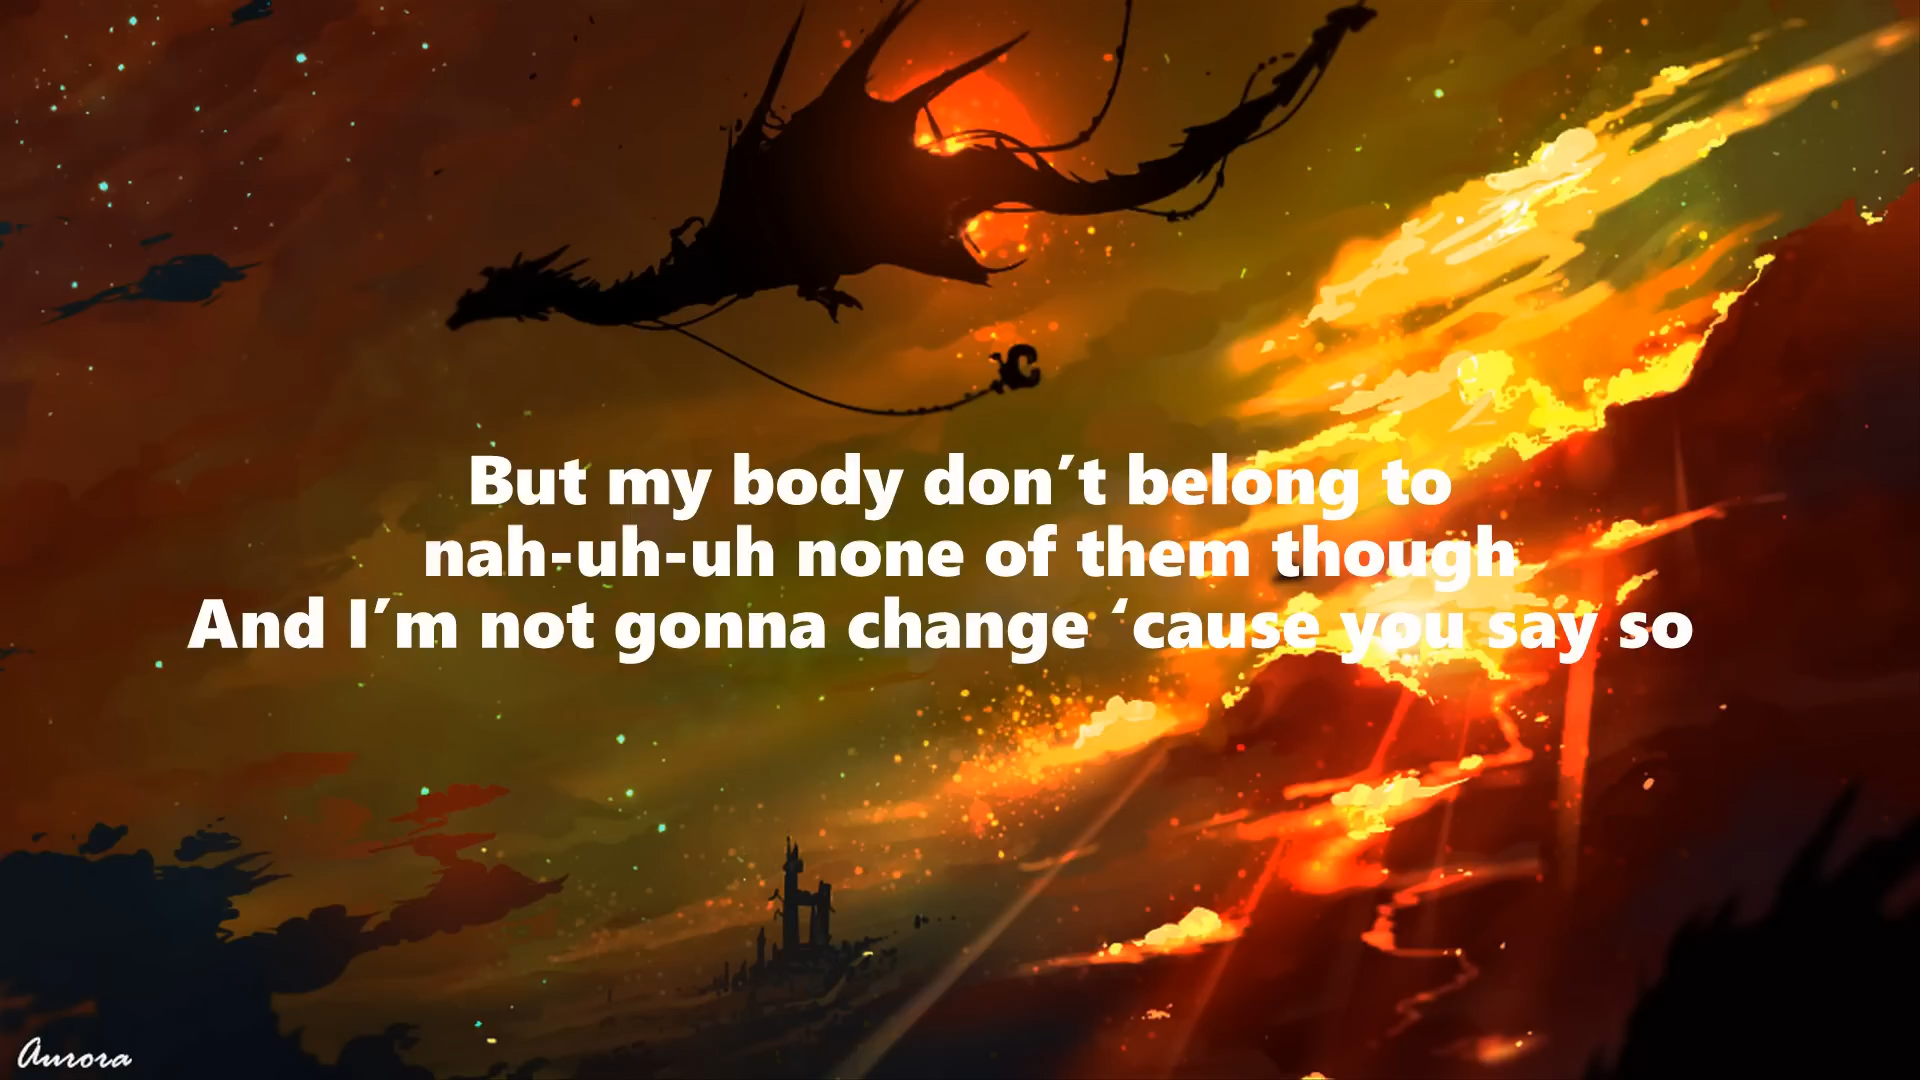 But my body don’t belong to
nah-uh-uh none of them though
And I’m not gonna change ‘cause you say so
Aurora